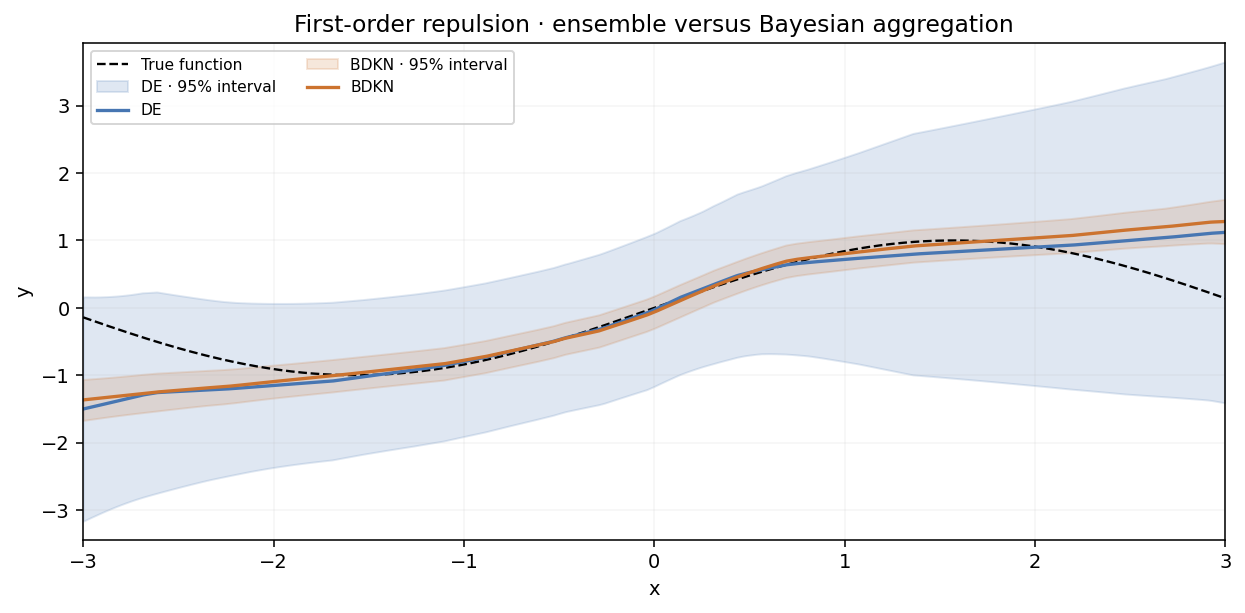 First-order repulsion · ensemble versus Bayesian aggregation
True function
DE · 95% interval
DE
BDKN · 95% interval
BDKN
y
3
2
1
0
−1
−2
−3
−3 −2 −1 0 1 2 3
x